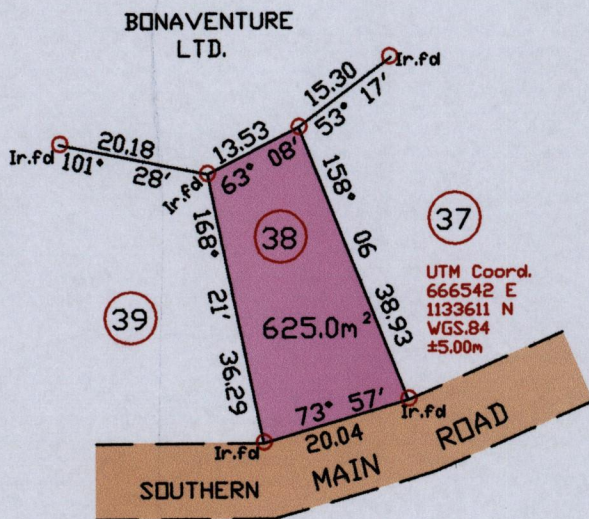 BONAVENTURE
LTD.
Ir.fd
15.30
53° 17'
20.18
101° 28'
Ir.fd
13.53
63° 08'
Ir.fd
158° 06 38.93
168° 21' 36.29
37
38
39
625.0m²
UTM Coord.
666542 E
1133611 N
WGS.84
±5.00m
73° 57'
20.04
Ir.fd
Ir.fd
SOUTHERN MAIN ROAD